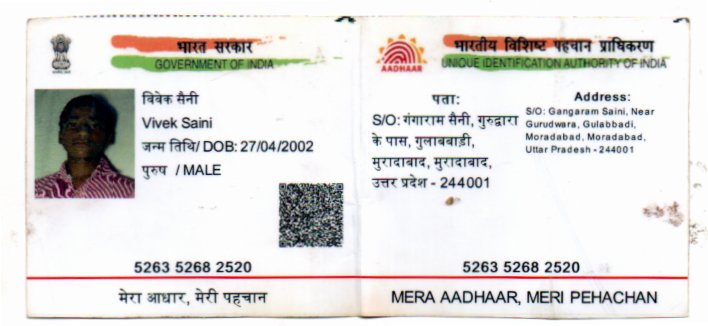 भारत सरकार
GOVERNMENT OF INDIA
विवेक सैनी
Vivek Saini
जन्म तिथि/ DOB: 27/04/2002
पुरुष / MALE
5263 5268 2520
मेरा आधार, मेरी पहचान
भारतीय विशिष्ट पहचान प्राधिकरण
UNIQUE IDENTIFICATION AUTHORITY OF INDIA
AADHAAR
पता:
S/O: गंगाराम सैनी, गुरुद्वारा
के पास, गुलाबबाड़ी,
मुरादाबाद, मुरादाबाद,
उत्तर प्रदेश - 244001
Address:
S/O: Gangaram Saini, Near
Gurudwara, Gulabbadi,
Moradabad, Moradabad,
Uttar Pradesh - 244001
5263 5268 2520
MERA AADHAAR, MERI PEHACHAN